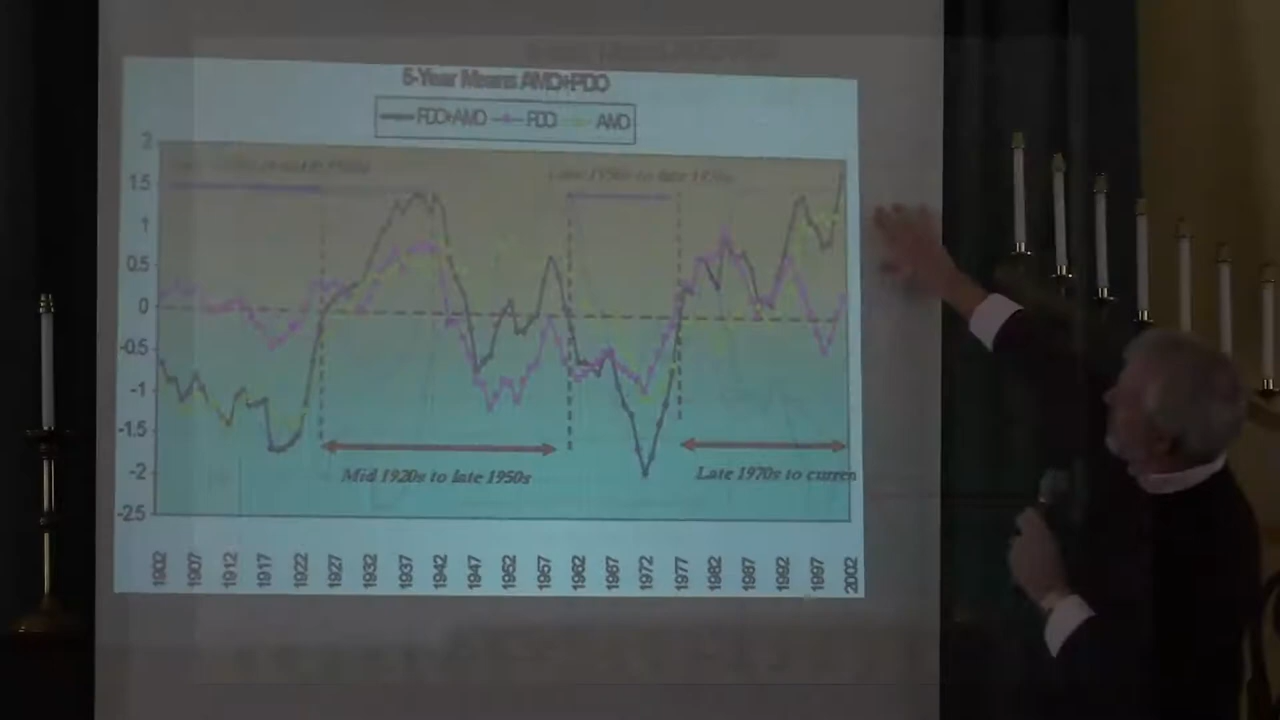 5-Year Means AMO+PDO
PDO+AMO PDO AMO
2
1.5
1
0.5
0
-0.5
-1
-1.5
-2
-2.5
Mid 1920s to late 1950s
Late 1970s to curren
1902 1907 1912 1917 1922 1927 1932 1937 1942 1947 1952 1957 1962 1967 1972 1977 1982 1987 1992 1997 2002